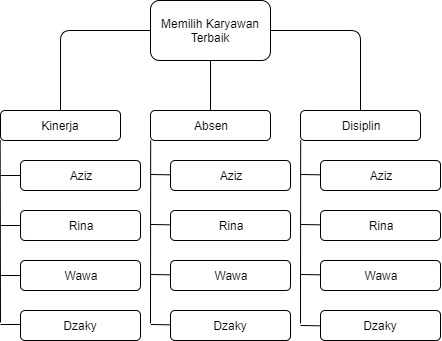 Memilih Karyawan
Terbaik
Kinerja
Absen
Disiplin
Aziz
Aziz
Aziz
Rina
Rina
Rina
Wawa
Wawa
Wawa
Dzaky
Dzaky
Dzaky